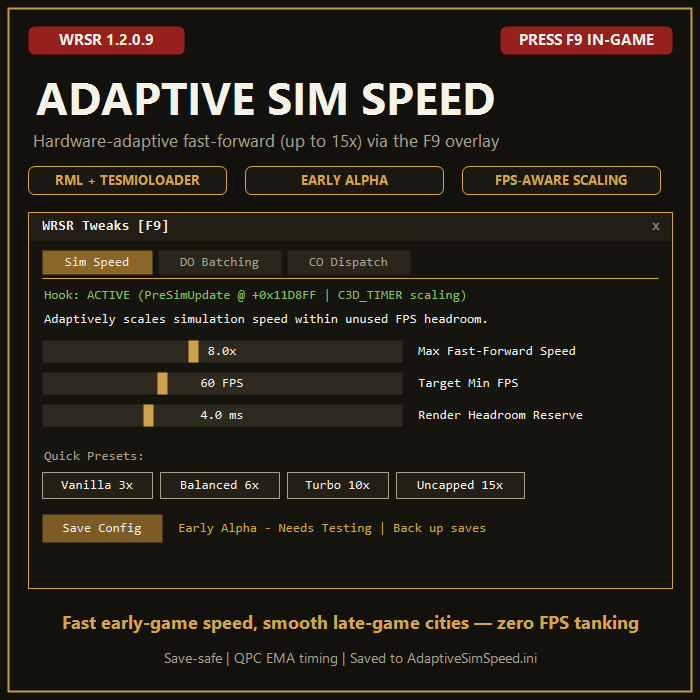 WRSR 1.2.0.9
PRESS F9 IN-GAME
ADAPTIVE SIM SPEED
Hardware-adaptive fast-forward (up to 15x) via the F9 overlay
RML + TESMIOLOADER
EARLY ALPHA
FPS-AWARE SCALING
WRSR Tweaks [F9]
x
Sim Speed
DO Batching
CO Dispatch
Hook: ACTIVE (PreSimUpdate @ +0x11D8FF | C3D_TIMER scaling)
Adaptively scales simulation speed within unused FPS headroom.
8.0x
Max Fast-Forward Speed
60 FPS
Target Min FPS
4.0 ms
Render Headroom Reserve
Quick Presets:
Vanilla 3x
Balanced 6x
Turbo 10x
Uncapped 15x
Save Config
Early Alpha - Needs Testing | Back up saves
Fast early-game speed, smooth late-game cities — zero FPS tanking
Save-safe | QPC EMA timing | Saved to AdaptiveSimSpeed.ini